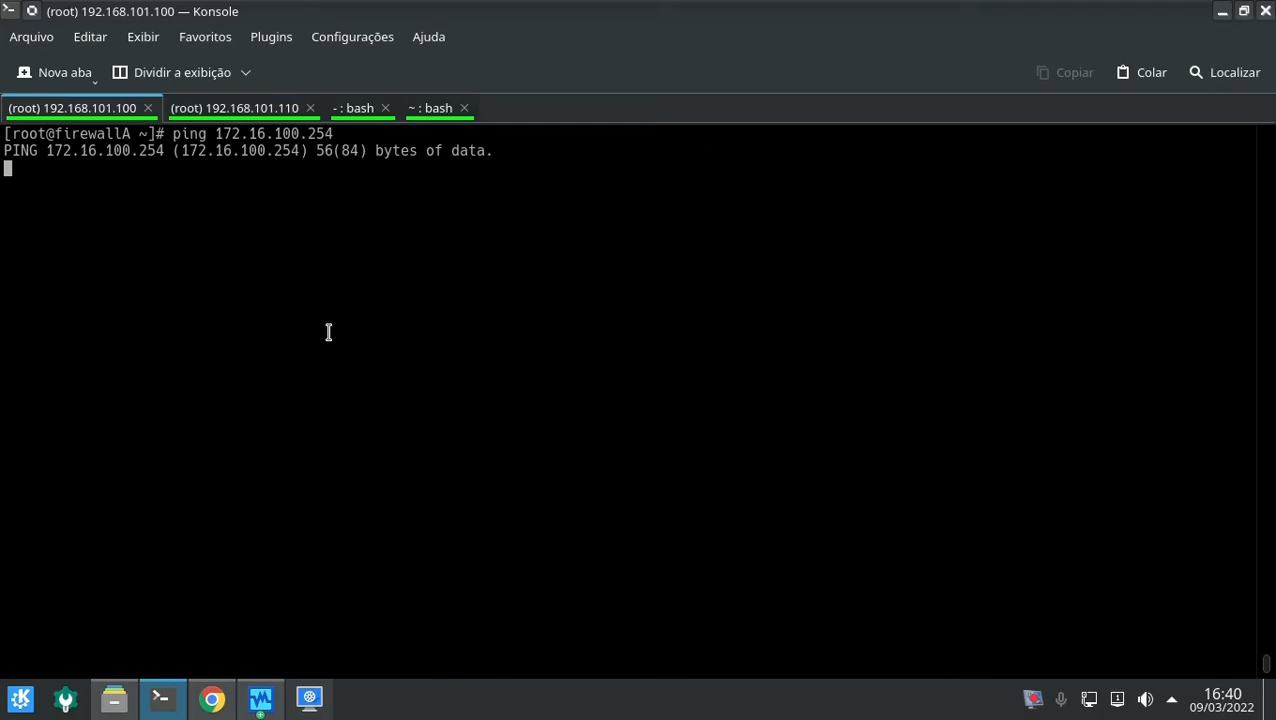 (root) 192.168.101.100 — Konsole
Arquivo Editar Exibir Favoritos Plugins Configurações Ajuda
Nova aba Dividir a exibição Copiar Colar Localizar
(root) 192.168.101.100 (root) 192.168.101.110 - : bash ~ : bash
[root@firewallA ~]# ping 172.16.100.254
PING 172.16.100.254 (172.16.100.254) 56(84) bytes of data.
16:40
09/03/2022